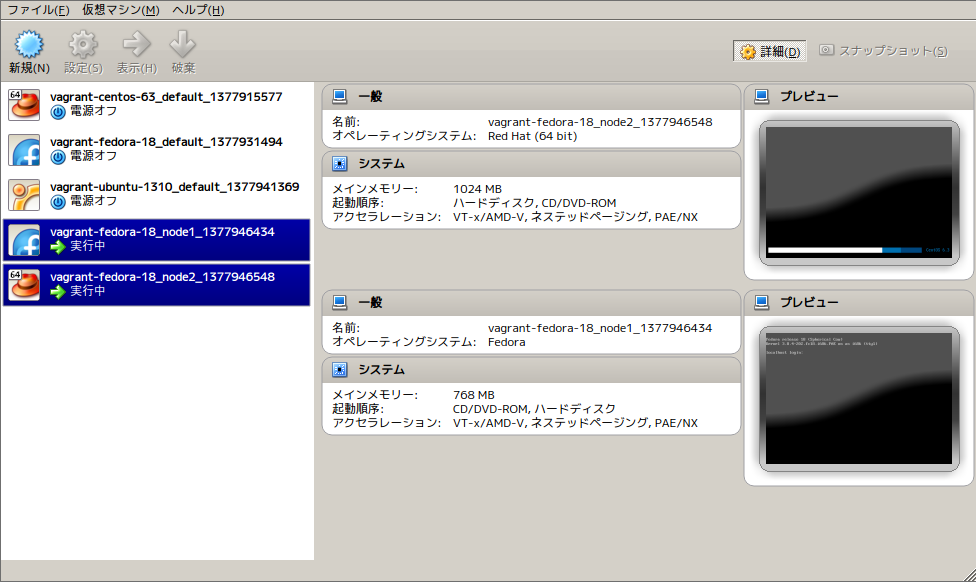 ファイル(F) 仮想マシン(M) ヘルプ(H)
新規(N) 設定(S) 表示(H) 破棄
詳細(D) スナップショット(S)
64
vagrant-centos-63_default_1377915577
電源オフ
vagrant-fedora-18_default_1377931494
電源オフ
vagrant-ubuntu-1310_default_1377941369
電源オフ
vagrant-fedora-18_node1_1377946434
実行中
64
vagrant-fedora-18_node2_1377946548
実行中
一般
名前: vagrant-fedora-18_node2_1377946548
オペレーティングシステム: Red Hat (64 bit)
システム
メインメモリー: 1024 MB
起動順序: ハードディスク, CD/DVD-ROM
アクセラレーション: VT-x/AMD-V, ネステッドページング, PAE/NX
プレビュー
CentOS 6.3
一般
名前: vagrant-fedora-18_node1_1377946434
オペレーティングシステム: Fedora
システム
メインメモリー: 768 MB
起動順序: CD/DVD-ROM, ハードディスク
アクセラレーション: VT-x/AMD-V, ネステッドページング, PAE/NX
プレビュー
Fedora release 18 (Spherical Cow)
localhost login: